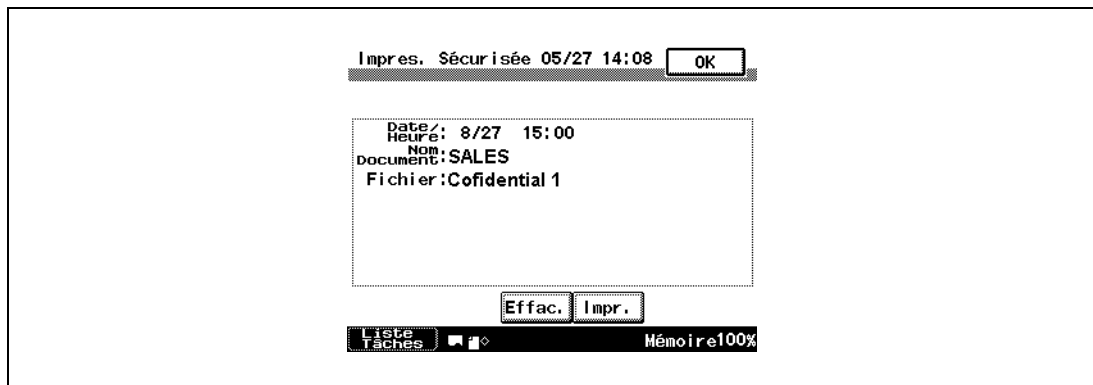 Impres. Sécurisée 05/27 14:08 OK
Date/Heure: 8/27 15:00
Nom Document: SALES
Fichier: Cofidential 1
Effac. Impr.
Liste Tâches Mémoire100%